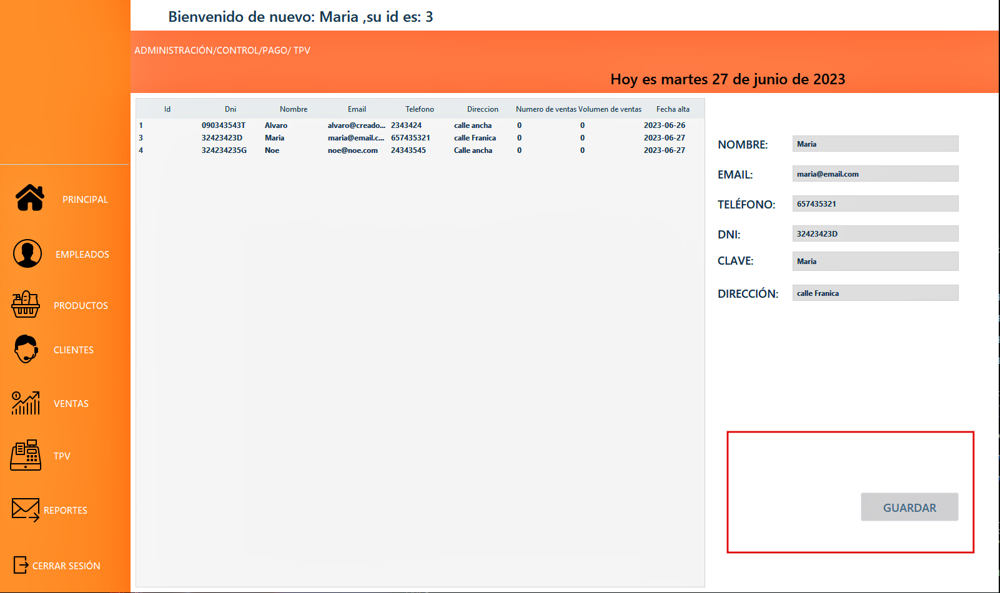 Bienvenido de nuevo: Maria ,su id es: 3
ADMINISTRACIÓN/CONTROL/PAGO/ TPV
Hoy es martes 27 de junio de 2023
PRINCIPAL
EMPLEADOS
PRODUCTOS
CLIENTES
1
VENTAS
TPV
REPORTES
CERRAR SESIÓN
Id Dni Nombre Email Telefono Direccion Numero de ventas Volumen de ventas Fecha alta
1 090343543T Alvaro alvaro@creado... 2343424 calle ancha 0 0 2023-06-26
3 32423423D Maria maria@email.c... 657435321 calle Franica 0 0 2023-06-27
4 324234235G Noe noe@noe.com 24343545 Calle ancha 0 0 2023-06-27
NOMBRE: Maria
EMAIL: maria@email.com
TELÉFONO: 657435321
DNI: 32423423D
CLAVE: Maria
DIRECCIÓN: calle Franica
GUARDAR